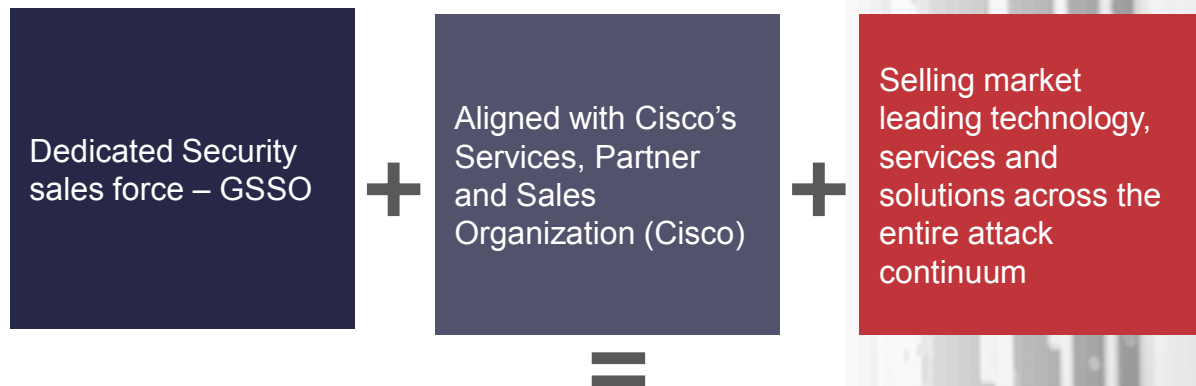 Dedicated Security
sales force – GSSO
+
Aligned with Cisco’s
Services, Partner
and Sales
Organization (Cisco)
+
Selling market
leading technology,
services and
solutions across the
entire attack
continuum
=